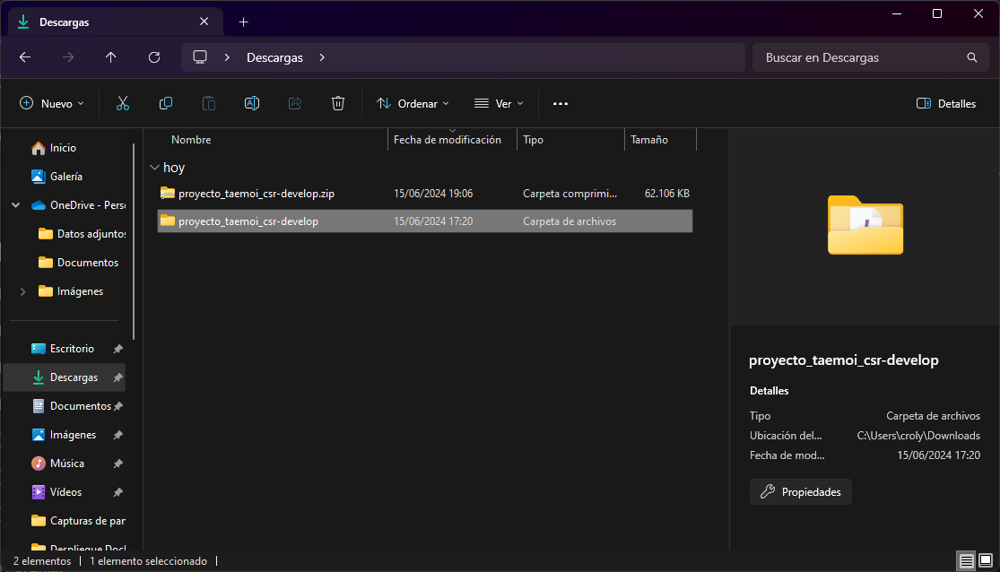 Descargas
Descargas
Buscar en Descargas
Nuevo
Ordenar
Ver
Detalles
Inicio
Galería
OneDrive - Perso
Datos adjuntos
Documentos
Imágenes
Escritorio
Descargas
Documentos
Imágenes
Música
Vídeos
Capturas de pan
Despliegue Dock
Nombre
Fecha de modificación
Tipo
Tamaño
hoy
proyecto_taemoi_csr-develop.zip
15/06/2024 19:06
Carpeta comprimi...
62.106 KB
proyecto_taemoi_csr-develop
15/06/2024 17:20
Carpeta de archivos
proyecto_taemoi_csr-develop
Detalles
Tipo
Carpeta de archivos
Ubicación del...
C:\Users\croly\Downloads
Fecha de mod...
15/06/2024 17:20
Propiedades
2 elementos
1 elemento seleccionado